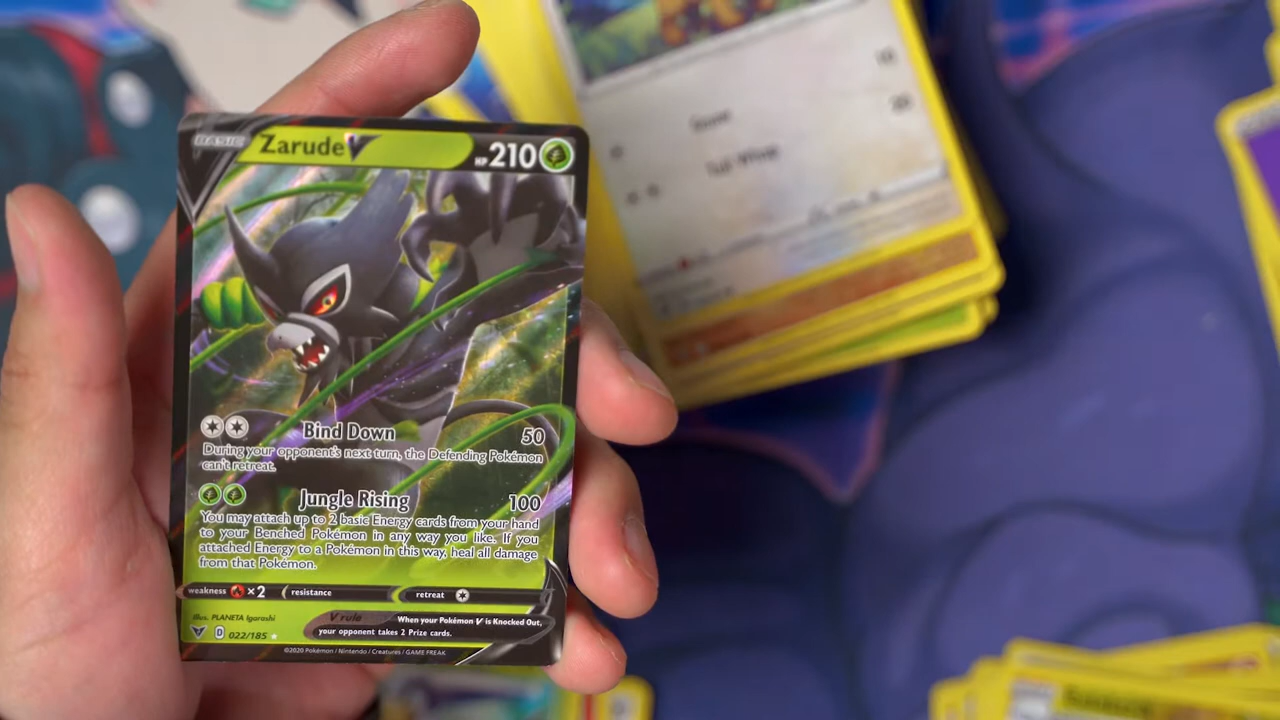 BASIC Zarude V HP 210
Bind Down 50
During your opponent's next turn, the Defending Pokémon
can't retreat.
Jungle Rising 100
You may attach up to 2 basic Energy cards from your hand
to your Benched Pokémon in any way you like. If you
attached Energy to a Pokémon in this way, heal all damage
from that Pokémon.
weakness ×2 resistance retreat
Illus. PLANETA Igarashi
V rule When your Pokémon V is Knocked Out,
your opponent takes 2 Prize cards.
D 022/185
©2020 Pokémon / Nintendo / Creatures / GAME FREAK
Tail Whap